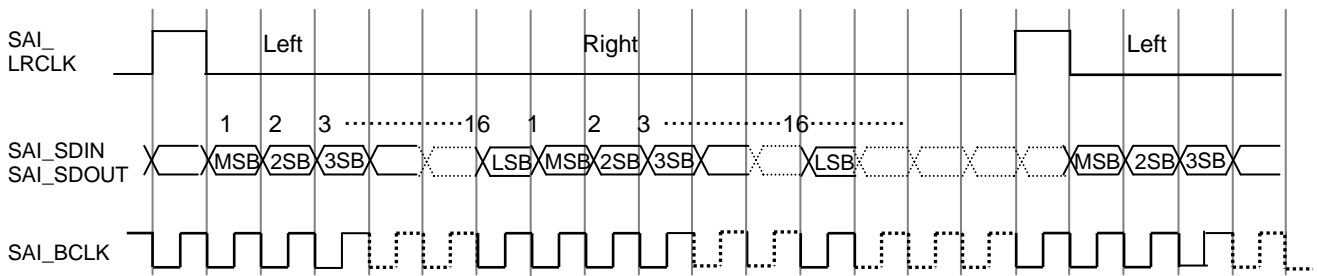 SAI_
LRCLK
Left Right Left
1 2 3 ··········16 1 2 3 ··········16··········
SAI_SDIN
SAI_SDOUT
MSB 2SB 3SB LSB MSB 2SB 3SB LSB MSB 2SB 3SB
SAI_BCLK